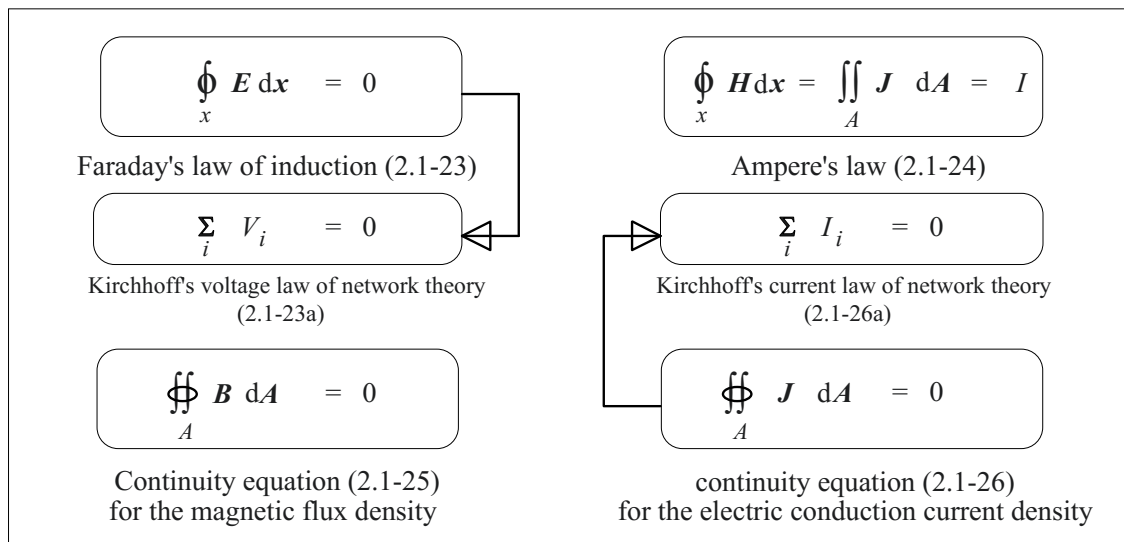 ∮ E dx = 0
x
Faraday's law of induction (2.1-23)
Σ V_i = 0
i
Kirchhoff's voltage law of network theory
(2.1-23a)
∯ B dA = 0
A
Continuity equation (2.1-25)
for the magnetic flux density
∮ H dx = ∬ J dA = I
x A
Ampere's law (2.1-24)
Σ I_i = 0
i
Kirchhoff's current law of network theory
(2.1-26a)
∯ J dA = 0
A
continuity equation (2.1-26)
for the electric conduction current density